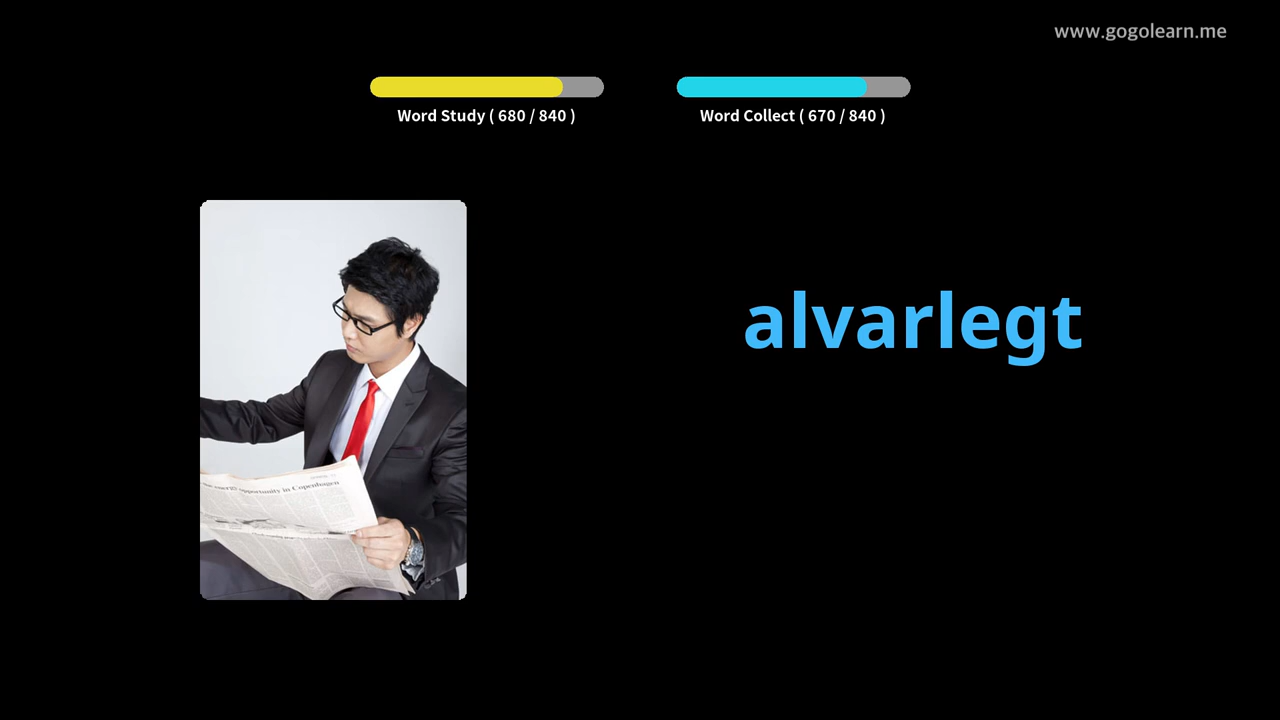 www.gogolearn.me
Word Study ( 680 / 840 )
Word Collect ( 670 / 840 )
alvarlegt
opportunity in Copenhagen